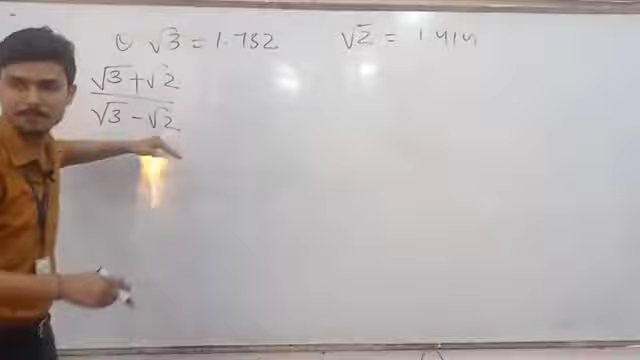 √3 = 1.732 √2 = 1.414
√3 + √2
√3 - √2